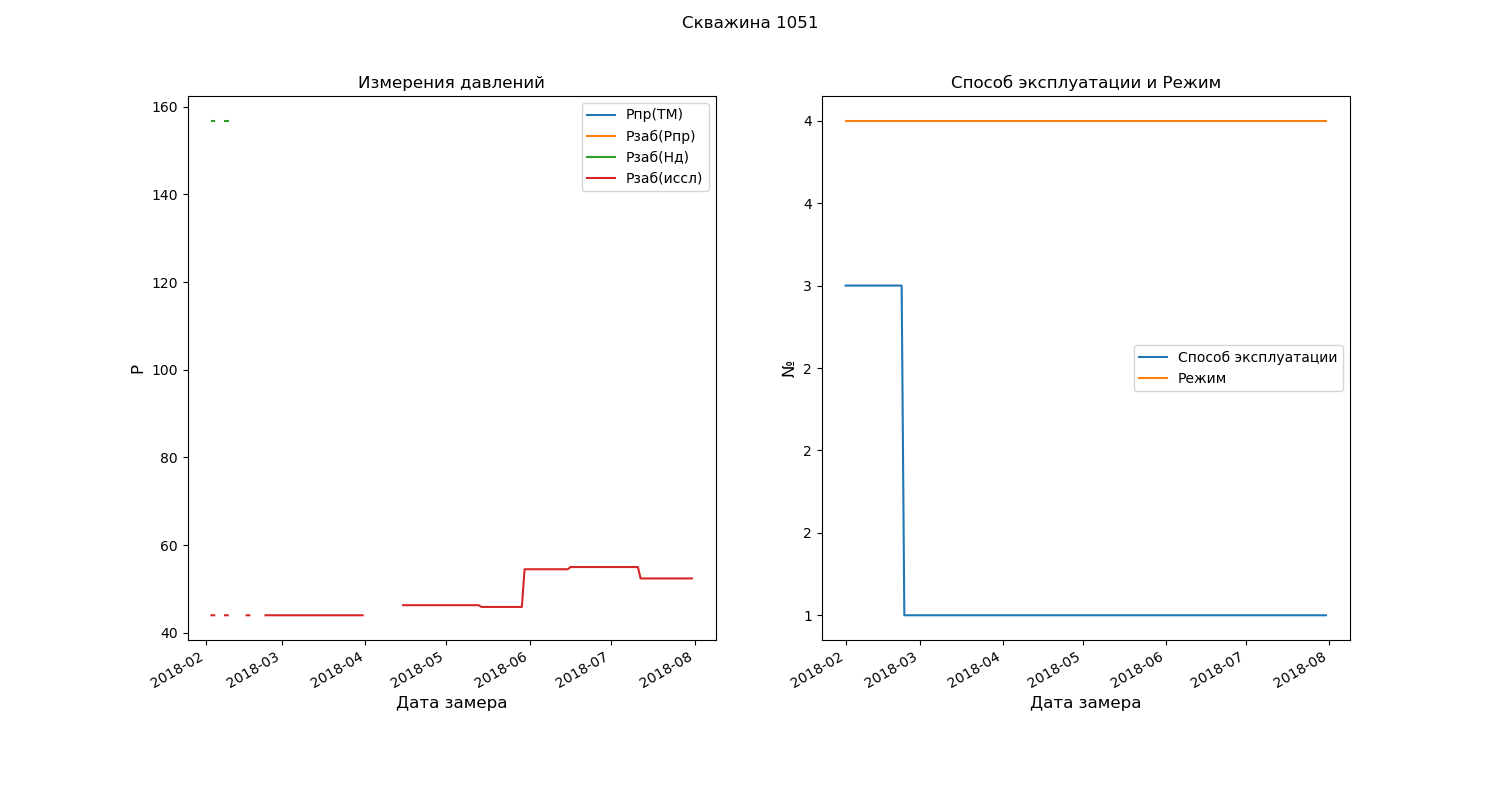 Скважина 1051
Измерения давлений
160
140
120
100
80
60
40
P
Рпр(ТМ)
Рзаб(Рпр)
Рзаб(Нд)
Рзаб(иссл)
2018-02
2018-03
2018-04
2018-05
2018-06
2018-07
2018-08
Дата замера
Способ эксплуатации и Режим
4
4
3
2
2
2
1
№
Способ эксплуатации
Режим
2018-02
2018-03
2018-04
2018-05
2018-06
2018-07
2018-08
Дата замера